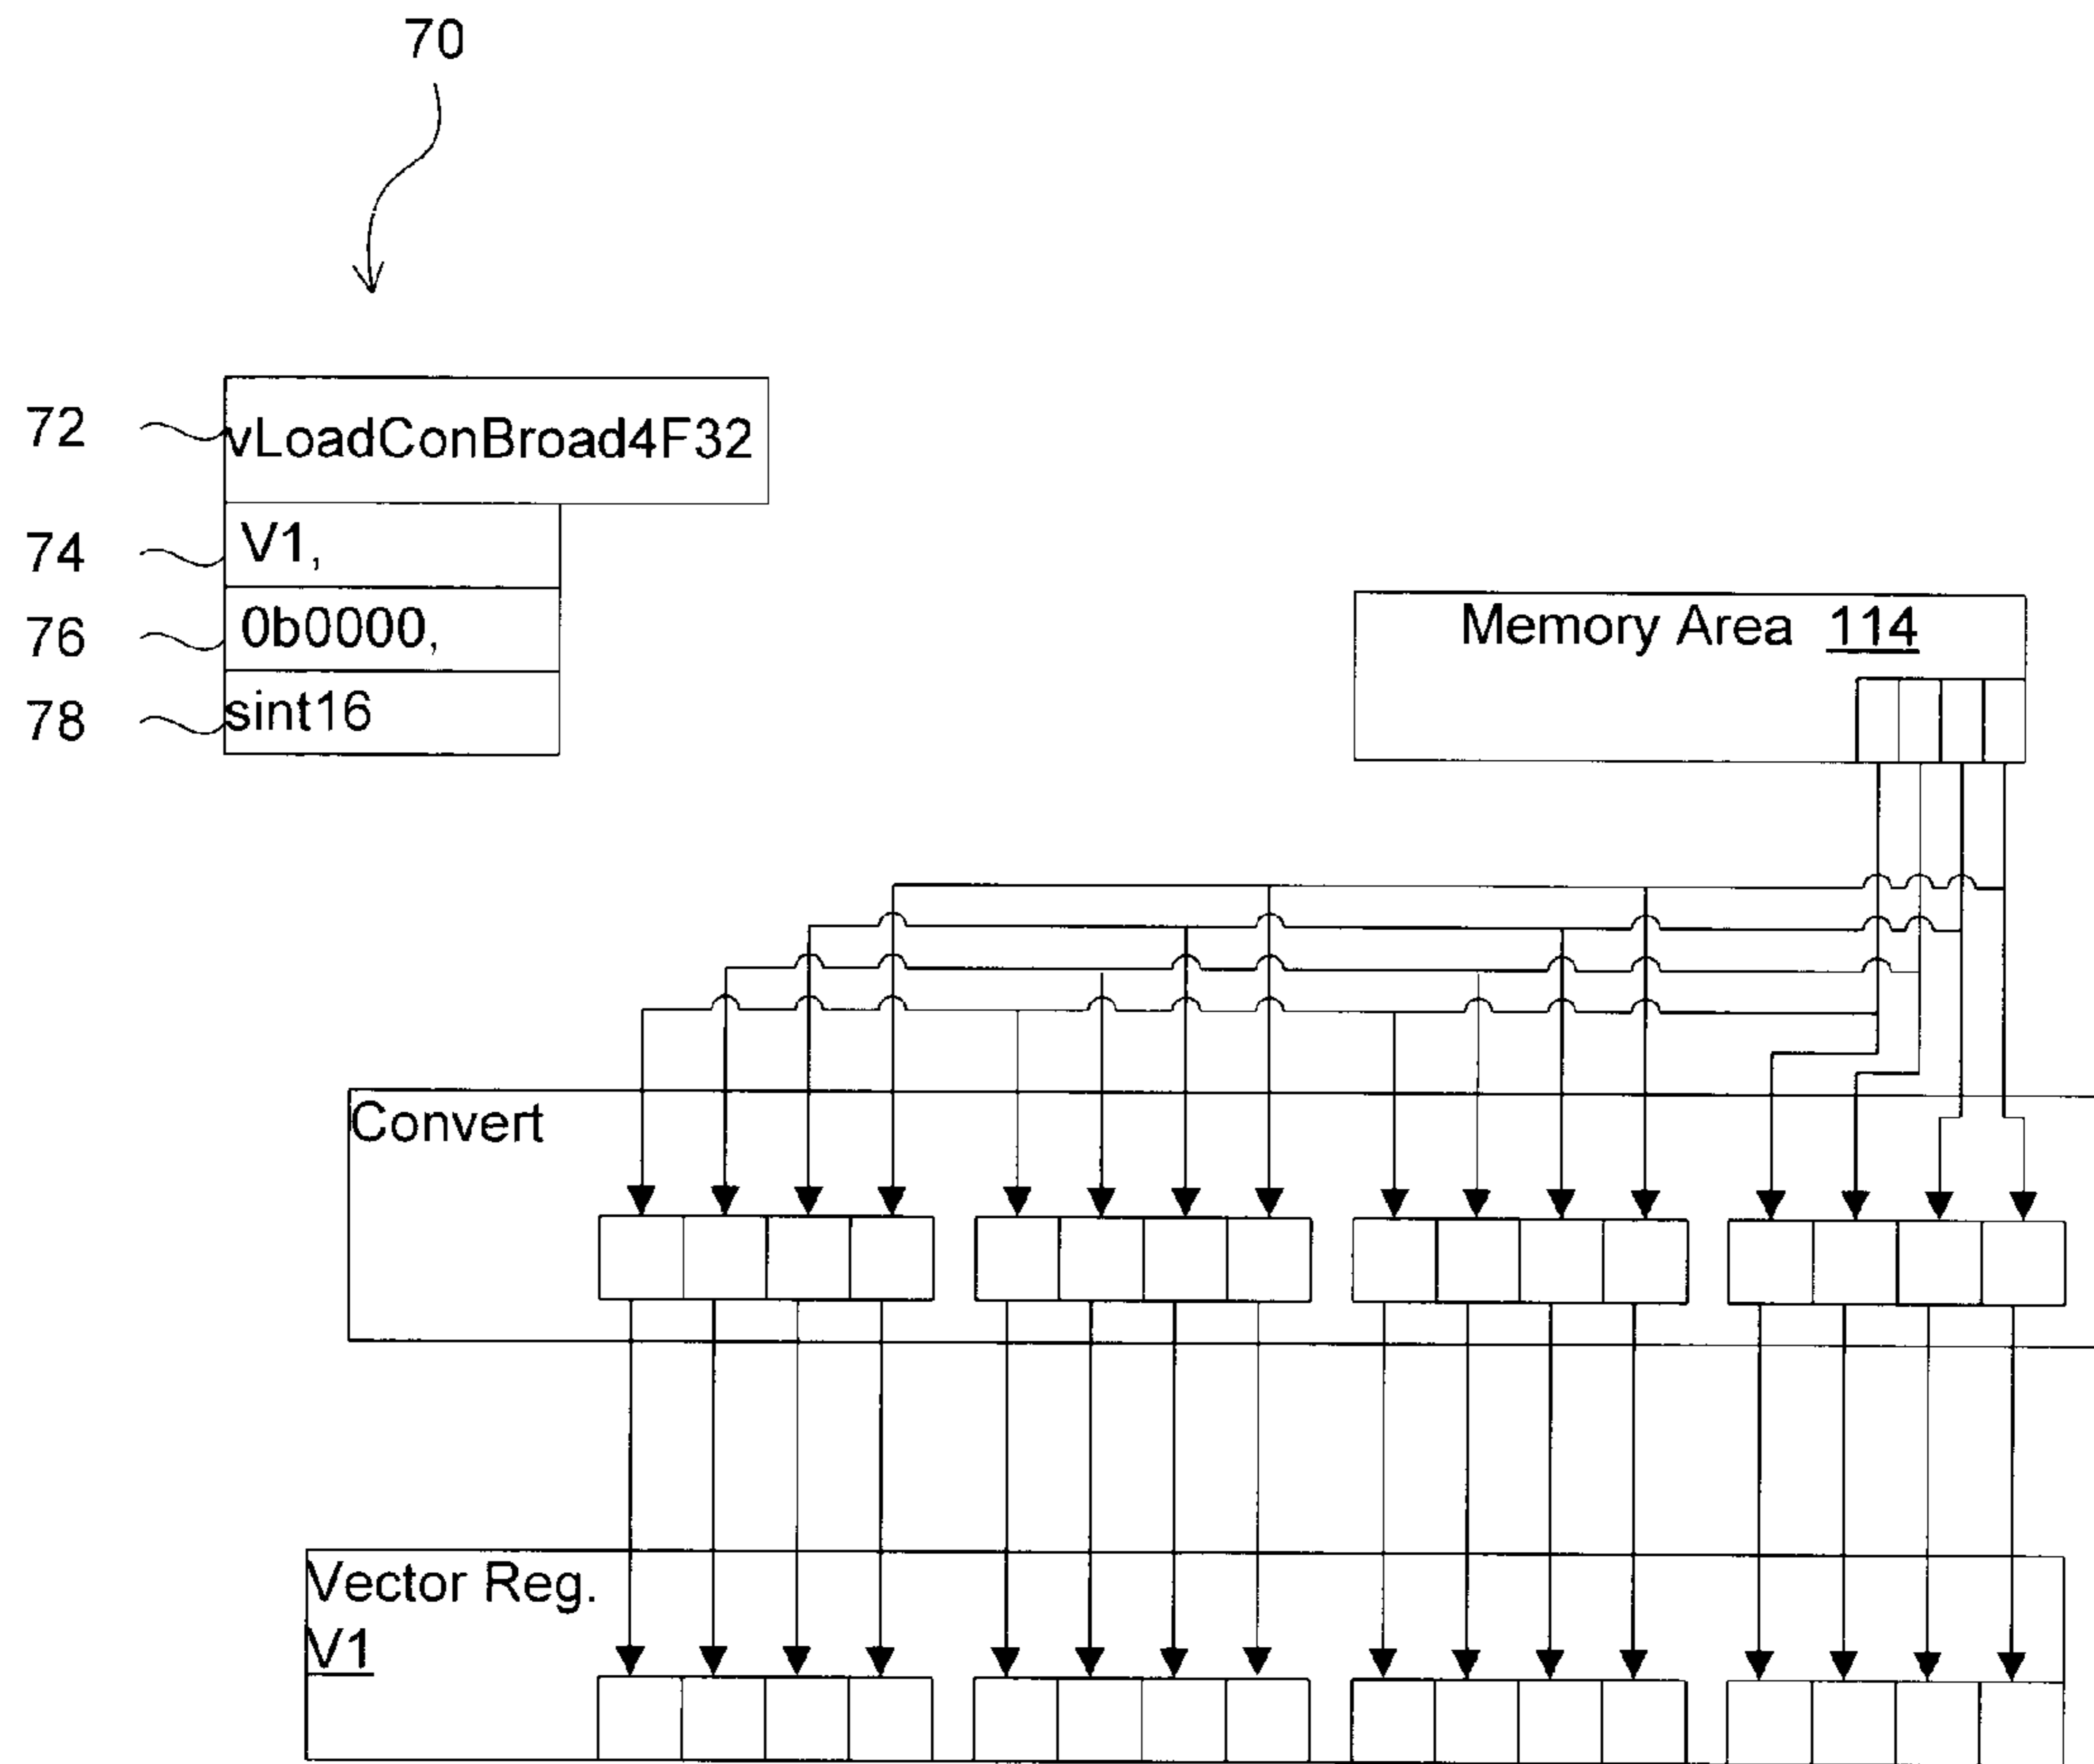 70
72 vLoadConBroad4F32
74 V1,
76 0b0000,
78 sint16
Memory Area 114
Convert
Vector Reg.
V1